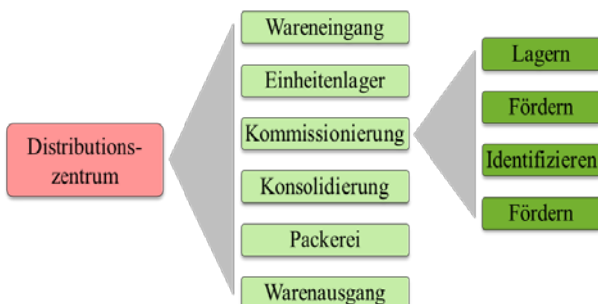 Distributions-
zentrum
Wareneingang
Einheitenlager
Kommissionierung
Konsolidierung
Packerei
Warenausgang
Lagern
Fördern
Identifizieren
Fördern